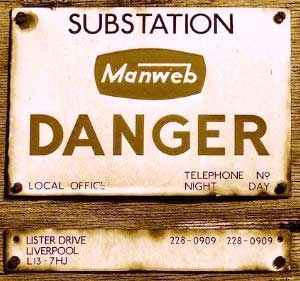 SUBSTATION
Manweb
DANGER
TELEPHONE Nº
LOCAL OFFICE NIGHT DAY
LISTER DRIVE 228-0909 228-0909
LIVERPOOL
L13-7HJ